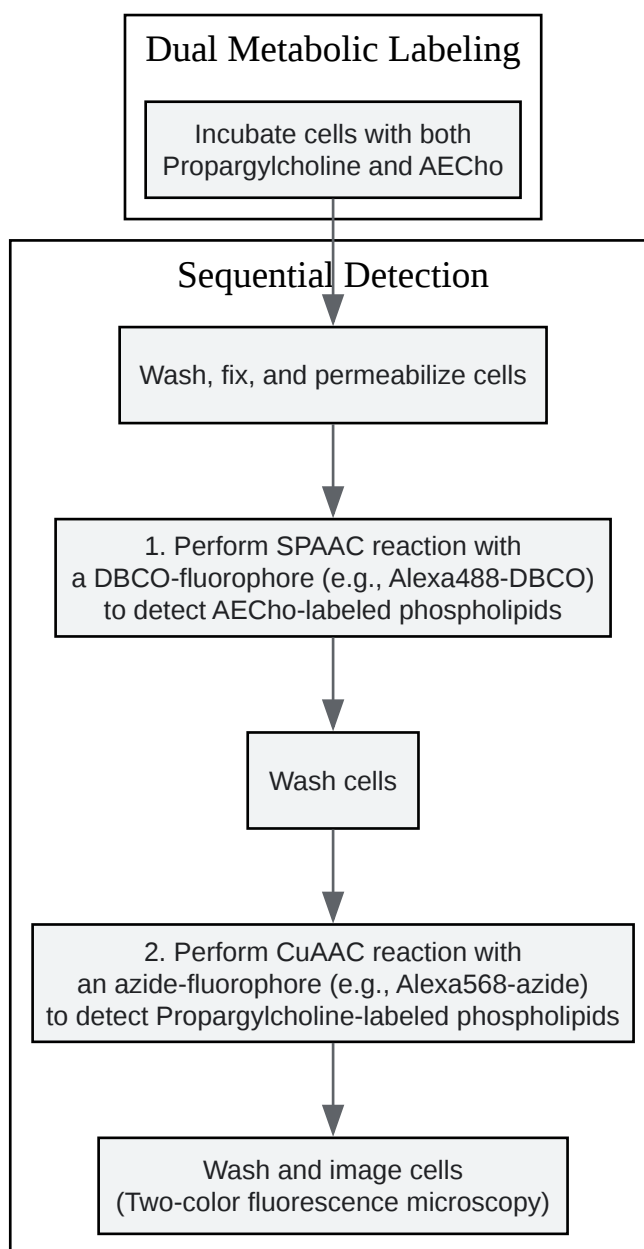 Dual Metabolic Labeling
Incubate cells with both
Propargylcholine and AECho
Sequential Detection
Wash, fix, and permeabilize cells
1. Perform SPAAC reaction with
a DBCO-fluorophore (e.g., Alexa488-DBCO)
to detect AECho-labeled phospholipids
Wash cells
2. Perform CuAAC reaction with
an azide-fluorophore (e.g., Alexa568-azide)
to detect Propargylcholine-labeled phospholipids
Wash and image cells
(Two-color fluorescence microscopy)